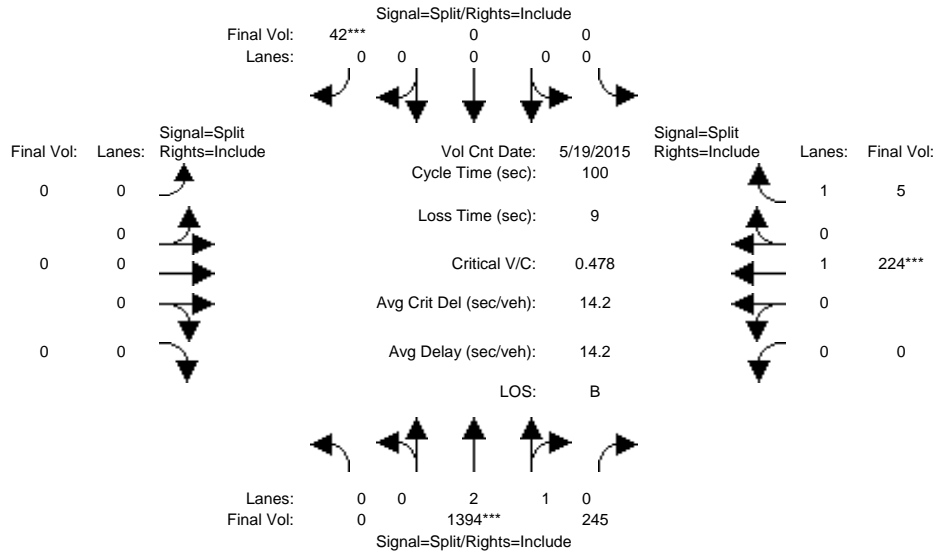 Signal=Split/Rights=Include
Final Vol: 42*** 0 0
Lanes: 0 0 0 0 0
Signal=Split Signal=Split
Final Vol: Lanes: Rights=Include Vol Cnt Date: 5/19/2015 Rights=Include Lanes: Final Vol:
Cycle Time (sec): 100
0 0 1 5
Loss Time (sec): 9
0 0
0 0 Critical V/C: 0.478 1 224***
0 Avg Crit Del (sec/veh): 14.2 0
0 0 Avg Delay (sec/veh): 14.2 0 0
LOS: B
Lanes: 0 0 2 1 0
Final Vol: 0 1394*** 245
Signal=Split/Rights=Include